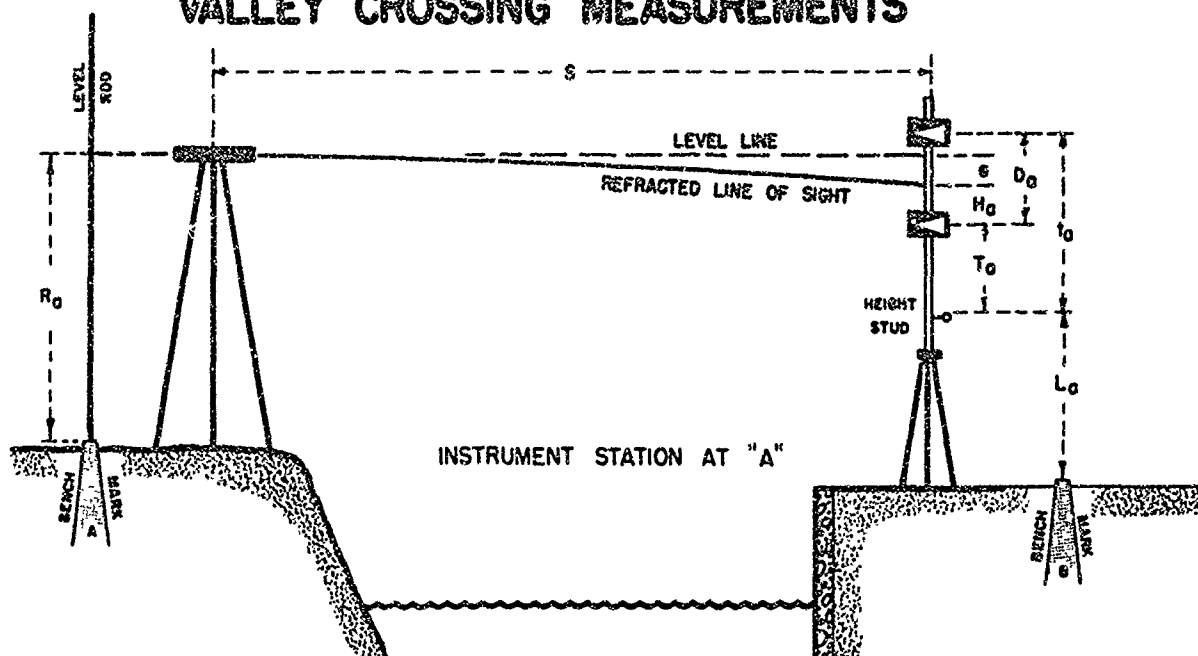 VALLEY CROSSING MEASUREMENTS
S
LEVEL ROD
LEVEL LINE
REFRACTED LINE OF SIGHT
e
Da
Ha
ta
Ta
Ra
HEIGHT
STUD
La
INSTRUMENT STATION AT "A"
BENCH MARK
A
BENCH MARK
B